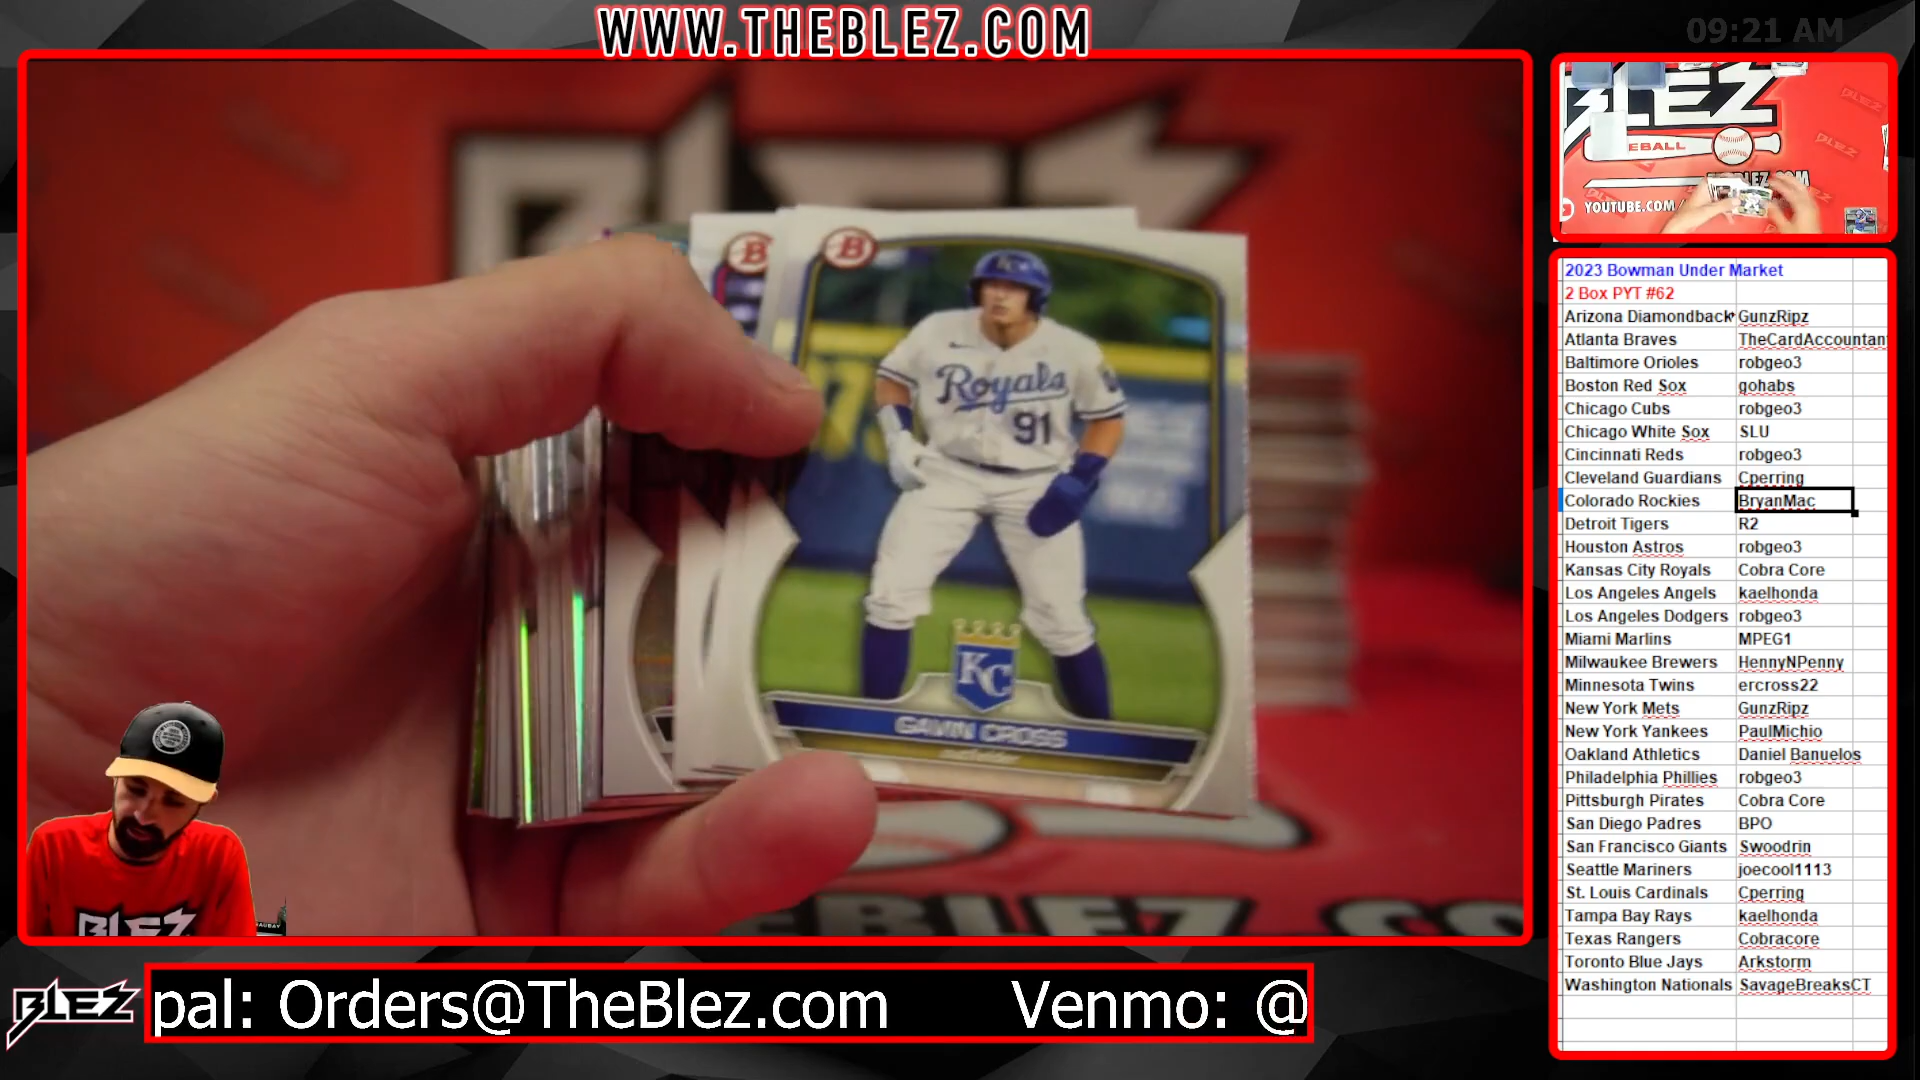 WWW.THEBLEZ.COM
09:21 AM
BLEZ
EBALL
BLEZ
YOUTUBE.COM/
Royals
91
KC
GAVIN CROSS
BLEZ
BLEZ
pal: Orders@TheBlez.com Venmo: @
2023 Bowman Under Market
2 Box PYT #62
Arizona Diamondback GunzRipz
Atlanta Braves TheCardAccountant
Baltimore Orioles robgeo3
Boston Red Sox gohabs
Chicago Cubs robgeo3
Chicago White Sox SLU
Cincinnati Reds robgeo3
Cleveland Guardians Cperring
Colorado Rockies BryanMac
Detroit Tigers R2
Houston Astros robgeo3
Kansas City Royals Cobra Core
Los Angeles Angels kaelhonda
Los Angeles Dodgers robgeo3
Miami Marlins MPEG1
Milwaukee Brewers HennyNPenny
Minnesota Twins ercross22
New York Mets GunzRipz
New York Yankees PaulMichio
Oakland Athletics Daniel Banuelos
Philadelphia Phillies robgeo3
Pittsburgh Pirates Cobra Core
San Diego Padres BPO
San Francisco Giants Swoodrin
Seattle Mariners joecool1113
St. Louis Cardinals Cperring
Tampa Bay Rays kaelhonda
Texas Rangers Cobracore
Toronto Blue Jays Arkstorm
Washington Nationals SavageBreaksCT